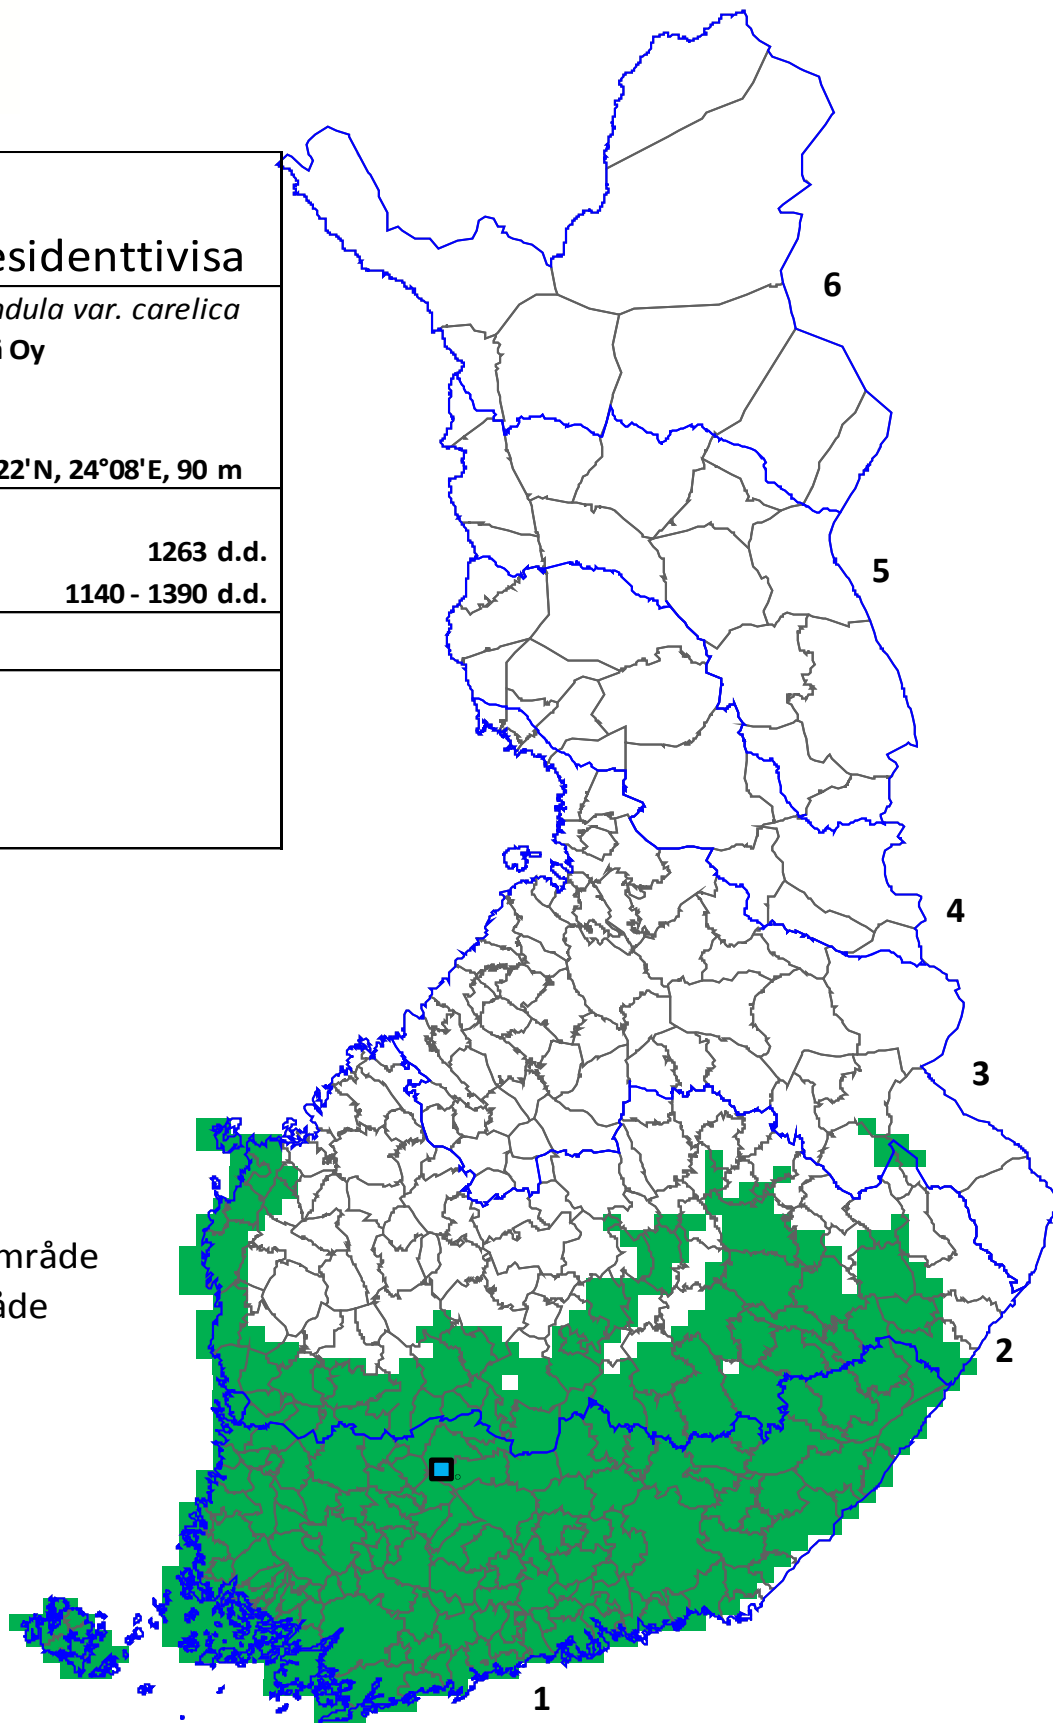 esidenttivisa
ndula var. carelica
i Oy
22'N, 24°08'E, 90 m
1263 d.d.
1140 - 1390 d.d.
6
5
4
3
område
åde
2
1